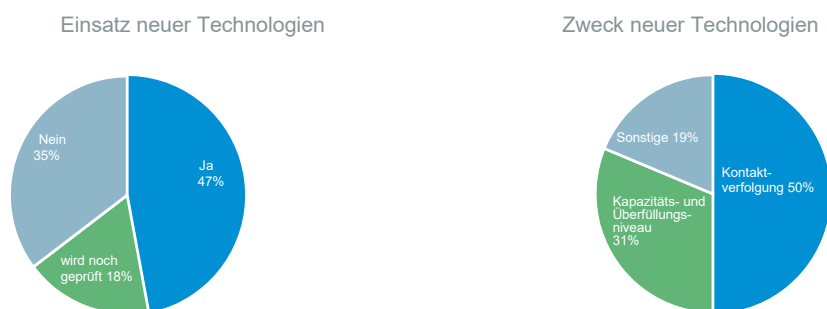 Einsatz neuer Technologien
Nein
35%
Ja
47%
wird noch
geprüft 18%
Zweck neuer Technologien
Sonstige 19%
Kontakt-
verfolgung 50%
Kapazitäts- und
Überfüllungs-
niveau
31%